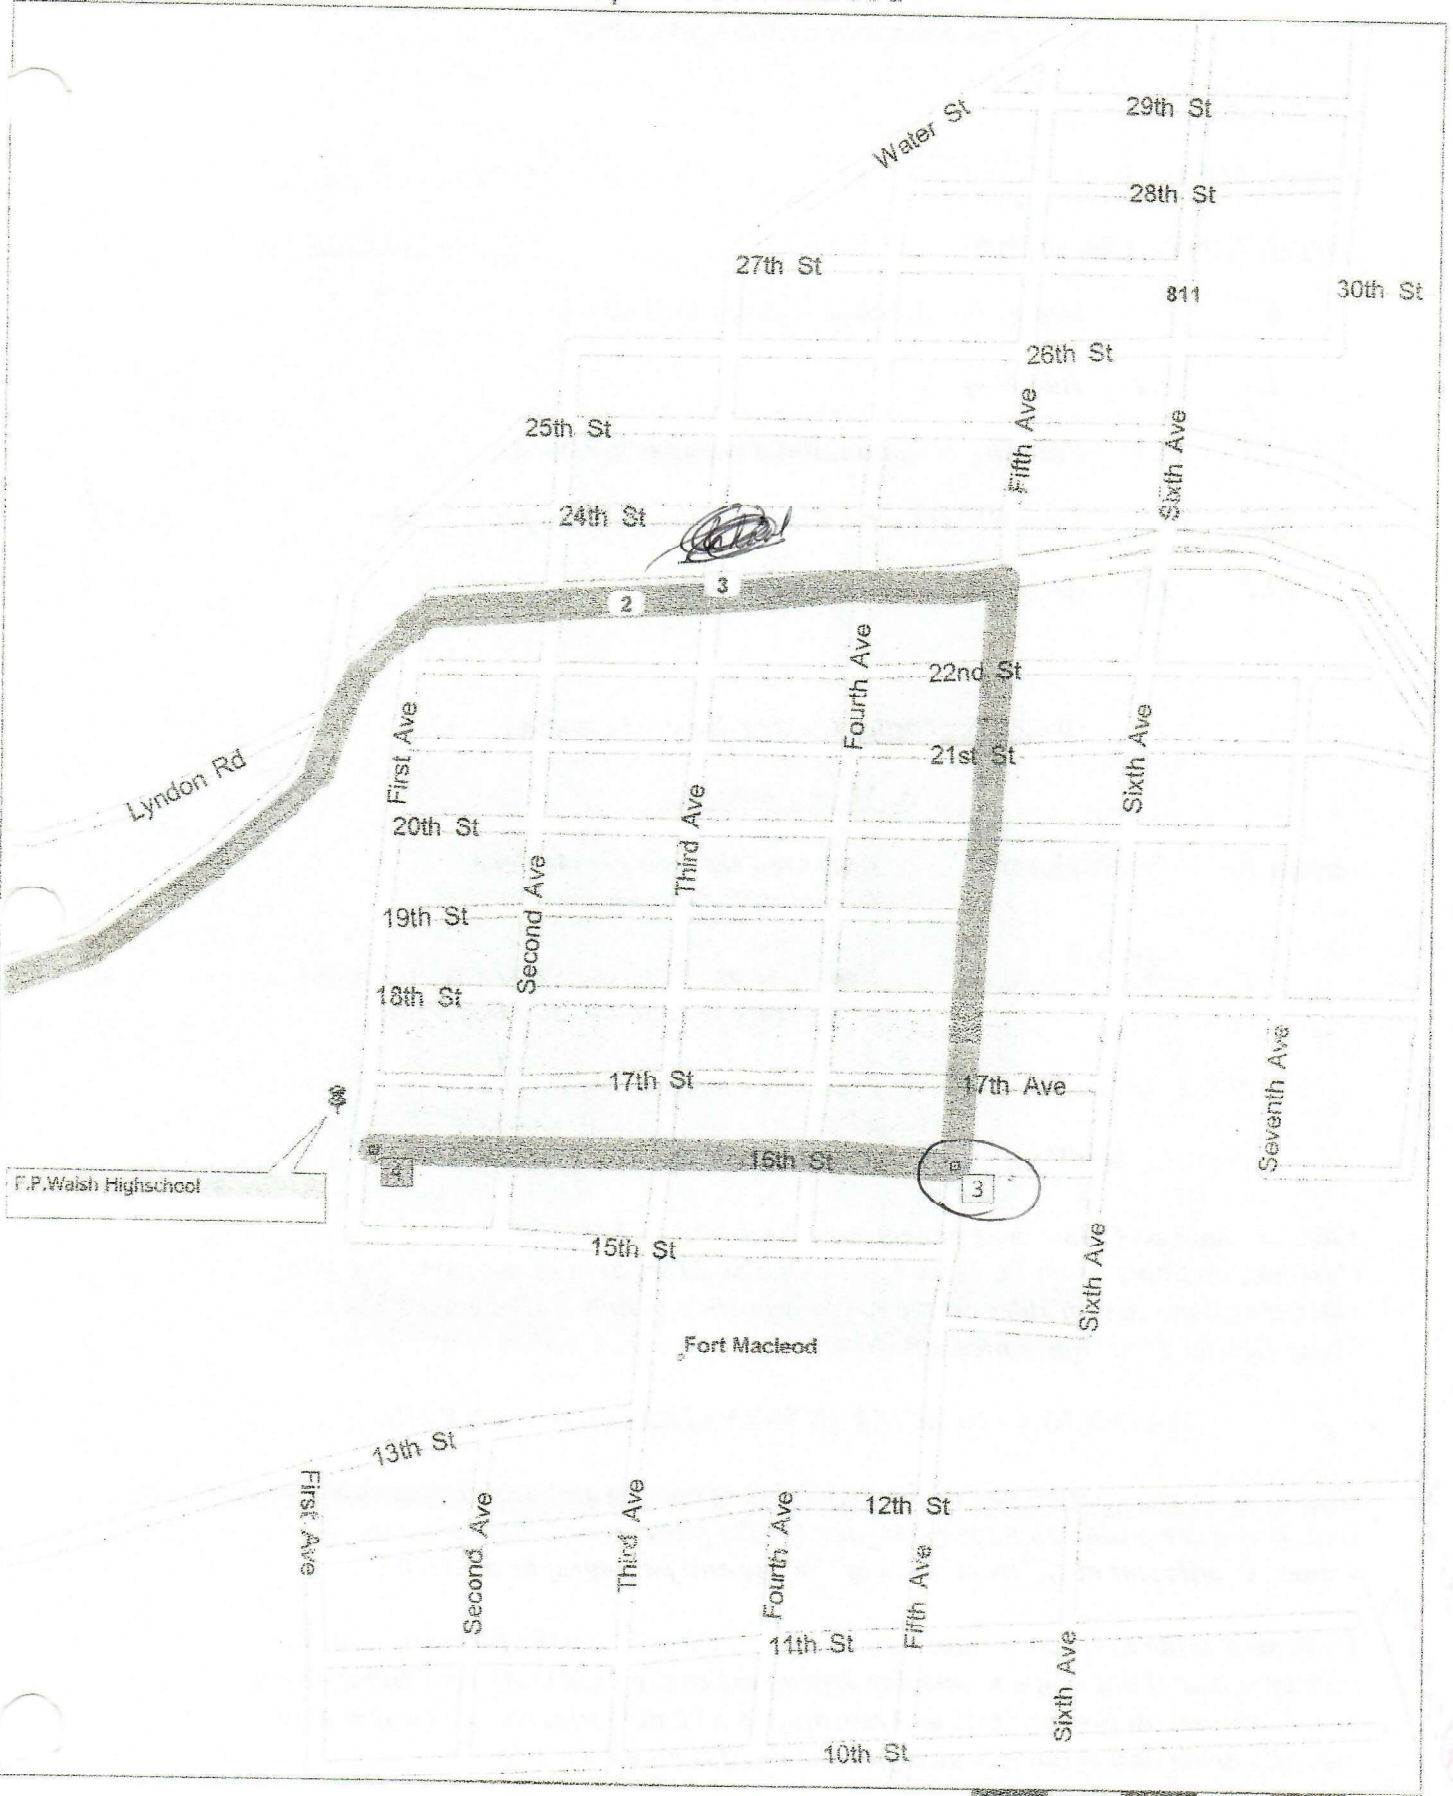 Water St
29th St
28th St
27th St
811
30th St
26th St
Fifth Ave
Sixth Ave
25th St
24th St
3
2
Fourth Ave
22nd St
First Ave
21st St
Sixth Ave
Lyndon Rd
20th St
Third Ave
Second Ave
19th St
18th St
17th St
17th Ave
Seventh Ave
16th St
4
3
F.P.Walsh Highschool
15th St
Sixth Ave
Fort Macleod
13th St
First Ave
Second Ave
Third Ave
Fourth Ave
12th St
Fifth Ave
11th St
Sixth Ave
10th St